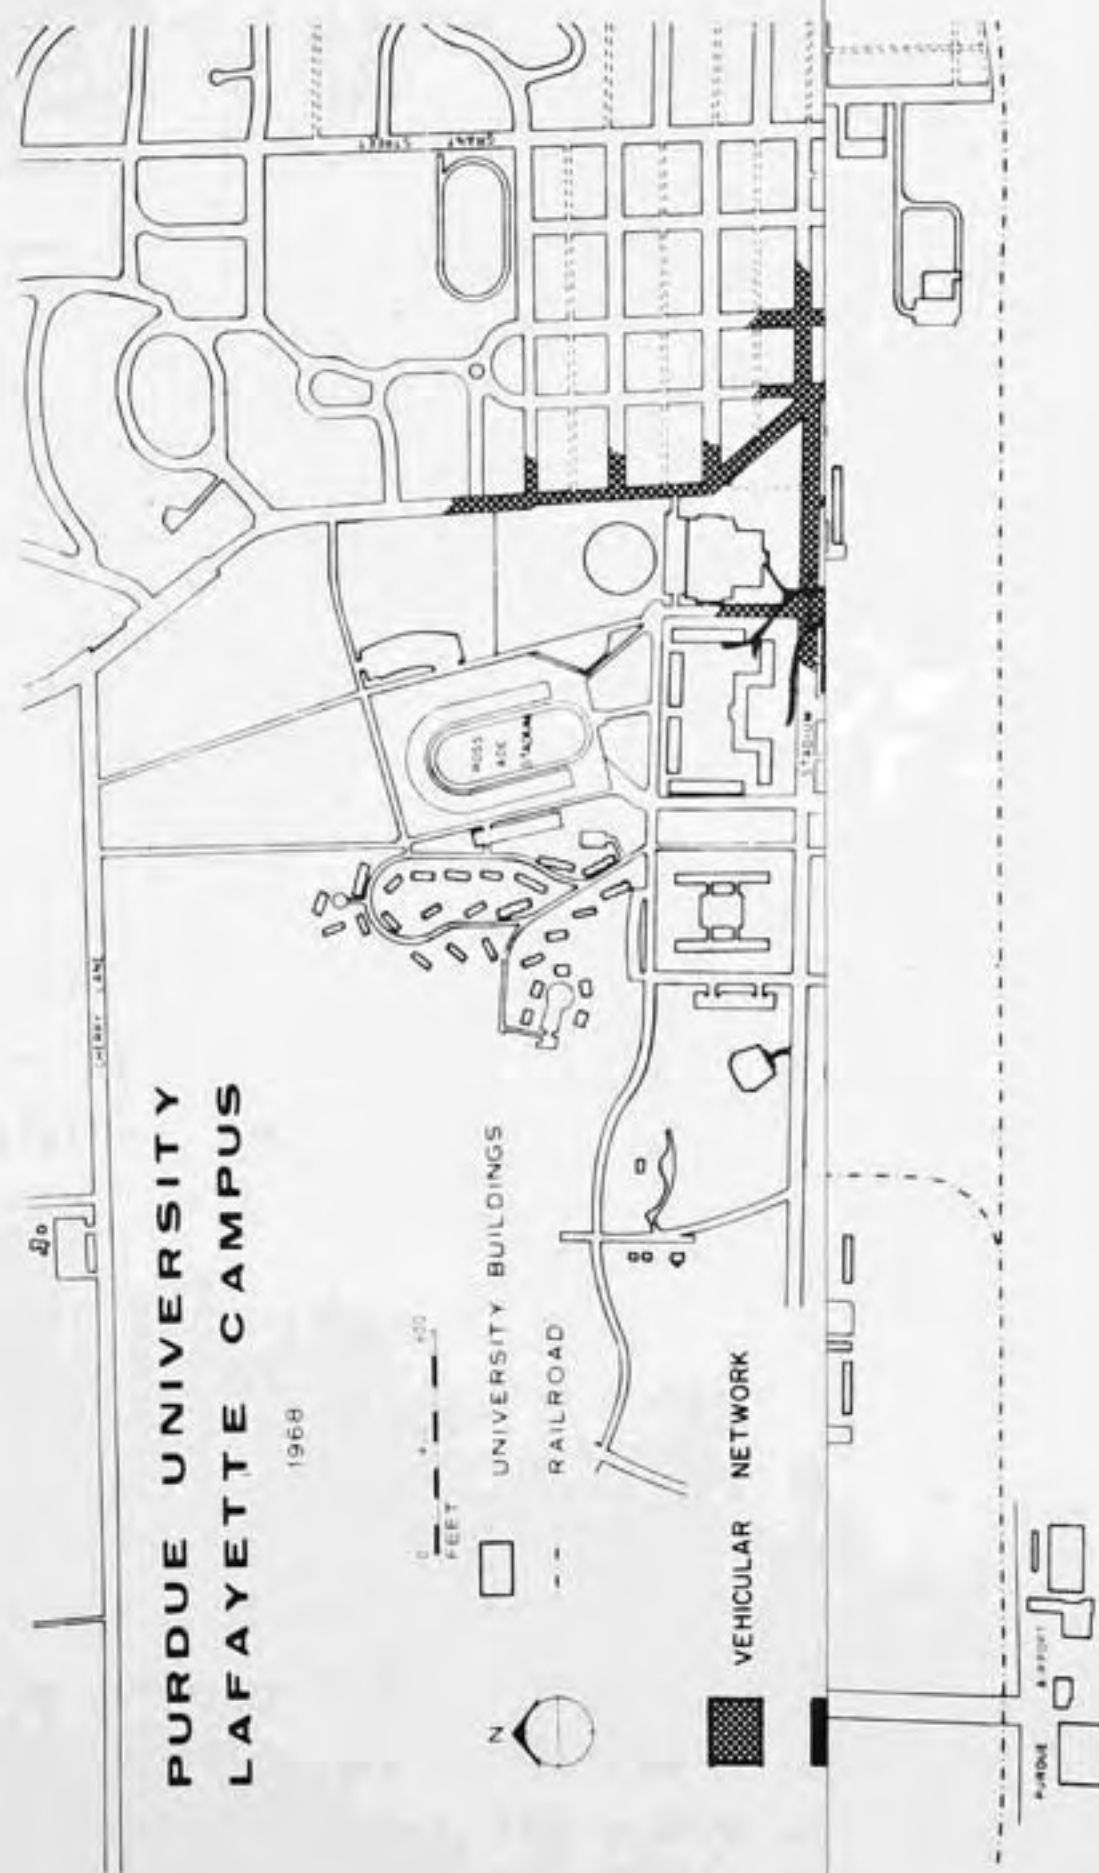 PURDUE UNIVERSITY
LAFAYETTE CAMPUS
1968
0
FEET
UNIVERSITY BUILDINGS
RAILROAD
VEHICULAR NETWORK
N
CHERRY LANE
GRANT
STREET
ROSS
ADE
STADIUM
PURDUE AIRPORT